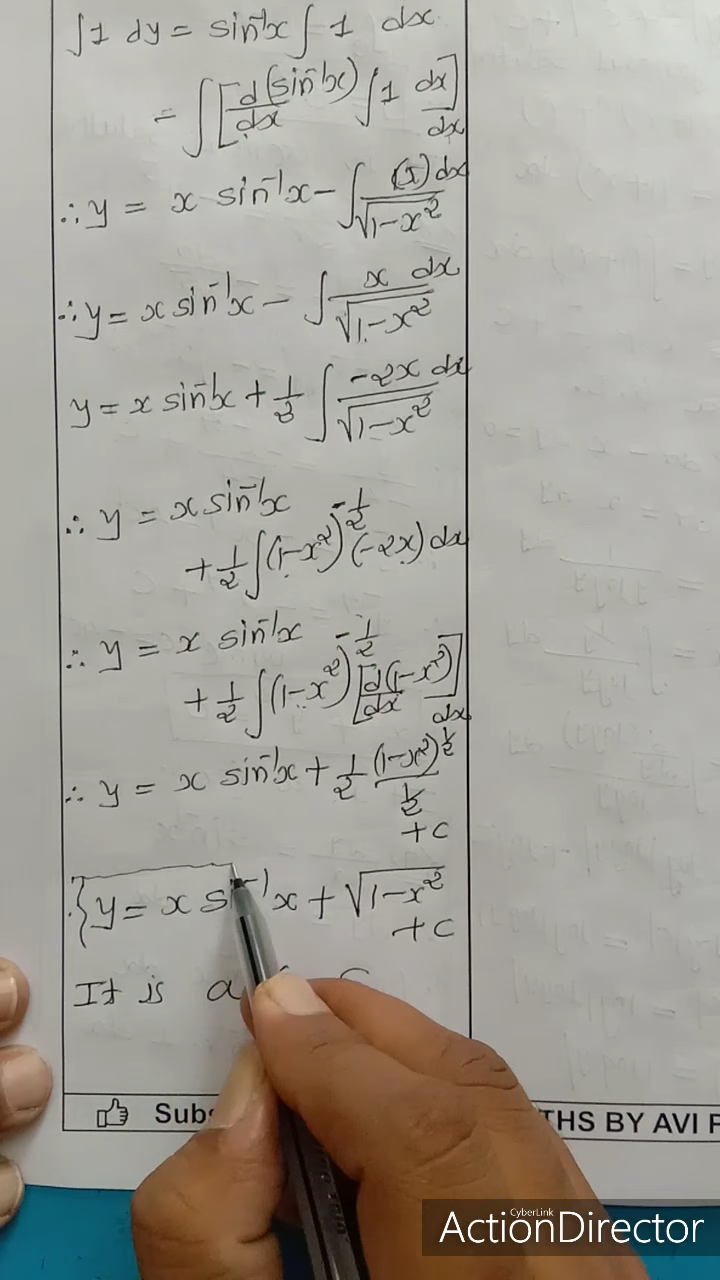 ∫1 dy = sin⁻¹x ∫ 1 dx
= ∫[d/dx (sin⁻¹x) ∫1 dx] dx
∴ y = x sin⁻¹x − ∫ (x) dx / √1−x²
∴ y = x sin⁻¹x − ∫ x dx / √1−x²
y = x sin⁻¹x + 1/2 ∫ −2x dx / √1−x²
∴ y = x sin⁻¹x
+ 1/2 ∫(1−x²)^−1/2 (−2x) dx
∴ y = x sin⁻¹x
+ 1/2 ∫(1−x²)^−1/2 [d/dx (1−x²)] dx
∴ y = x sin⁻¹x + 1/2 (1−x²)^1/2 / 1/2
+ c
y = x sin⁻¹x + √1−x²
+ c
It is a
THS BY AVI
CyberLink
ActionDirector